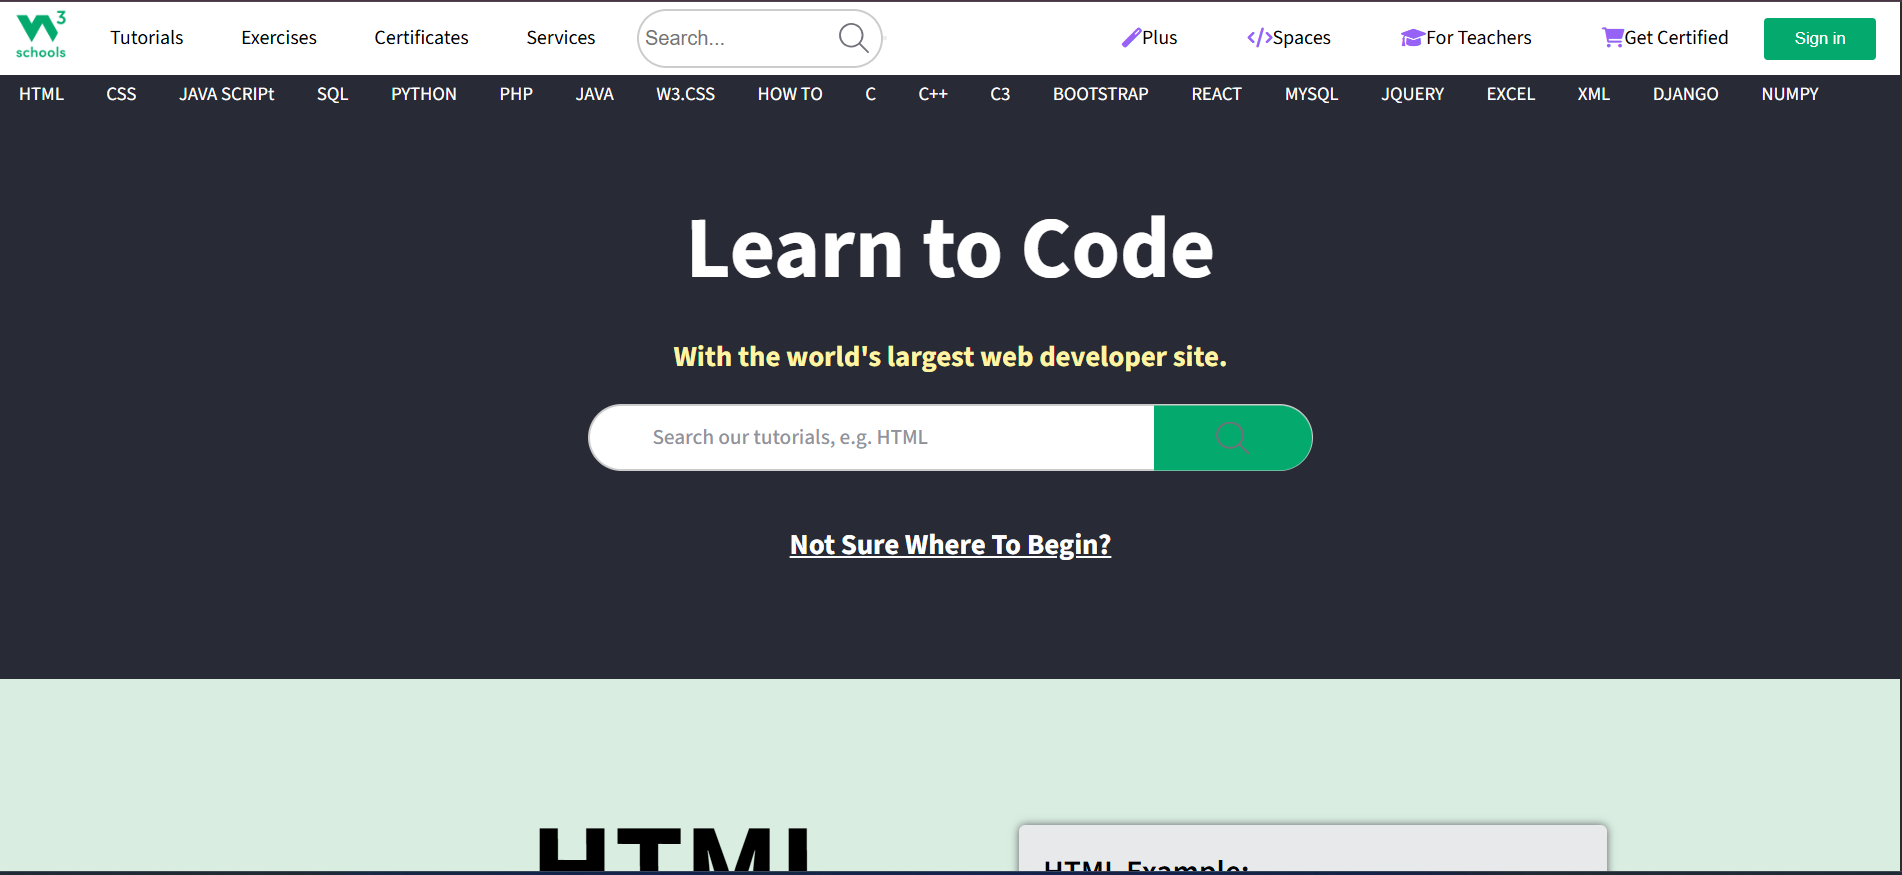 W3 schools
Tutorials Exercises Certificates Services Search... Plus </>Spaces For Teachers Get Certified Sign in
HTML CSS JAVA SCRIPt SQL PYTHON PHP JAVA W3.CSS HOW TO C C++ C3 BOOTSTRAP REACT MYSQL JQUERY EXCEL XML DJANGO NUMPY
Learn to Code
With the world's largest web developer site.
Search our tutorials, e.g. HTML
Not Sure Where To Begin?
HTML
HTML Example: